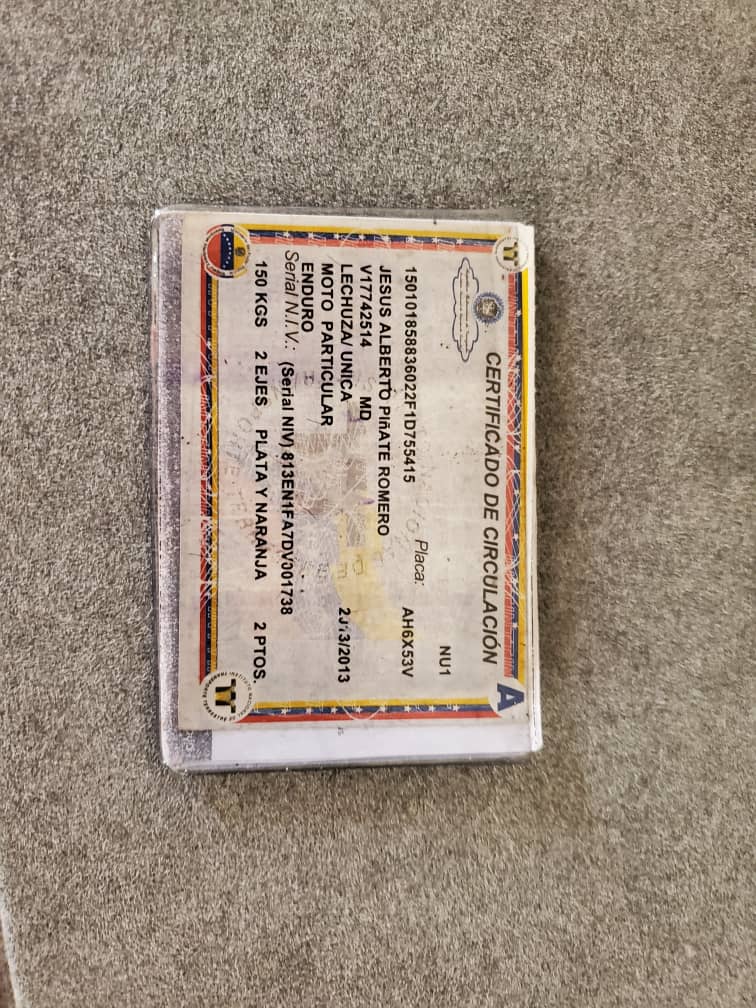 CERTIFICADO DE CIRCULACIÓN
A
NU1
150101858836022F1D755415 Placa: AH6X53V
JESUS ALBERTO PIñATE ROMERO
V17742514 MD
LECHUZA/ UNICA 2013/2013
MOTO PARTICULAR
ENDURO
Serial N.I.V.: (Serial NIV) 813EN1FA7DV001738
150 KGS 2 EJES PLATA Y NARANJA 2 PTOS.